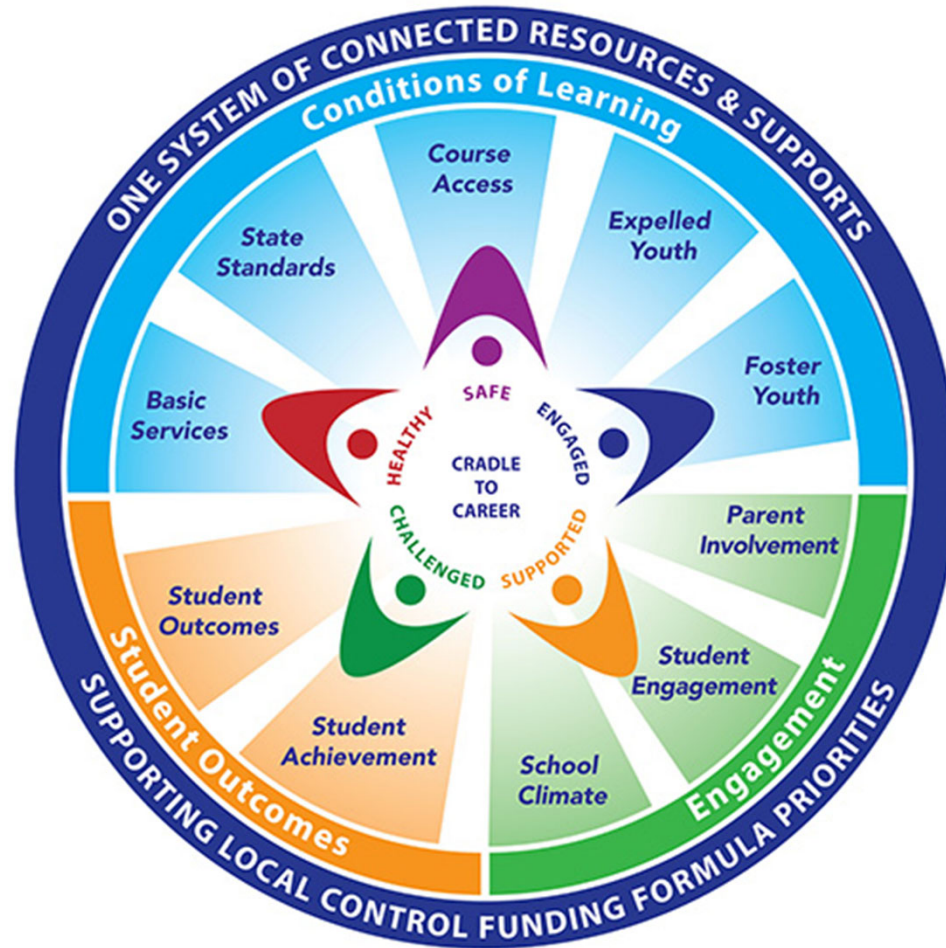 ONE SYSTEM OF CONNECTED RESOURCES & SUPPORTS
Conditions of Learning
Basic
Services
State
Standards
Course
Access
Expelled
Youth
Foster
Youth
Parent
Involvement
Student
Engagement
School
Climate
Engagement
Student
Achievement
Student
Outcomes
Student Outcomes
HEALTHY
SAFE
ENGAGED
SUPPORTED
CHALLENGED
CRADLE
TO
CAREER
SUPPORTING LOCAL CONTROL FUNDING FORMULA PRIORITIES